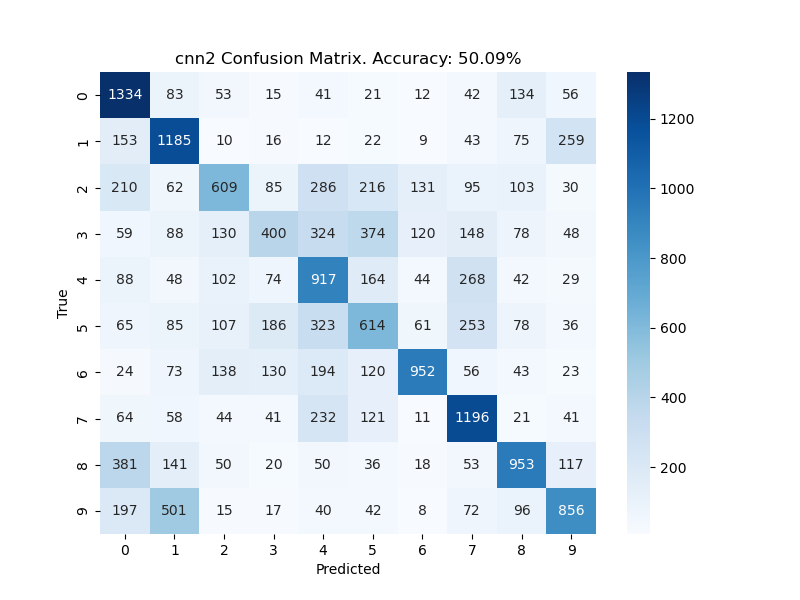 cnn2 Confusion Matrix. Accuracy: 50.09%
0 1334 83 53 15 41 21 12 42 134 56
1 153 1185 10 16 12 22 9 43 75 259
2 210 62 609 85 286 216 131 95 103 30
3 59 88 130 400 324 374 120 148 78 48
4 88 48 102 74 917 164 44 268 42 29
5 65 85 107 186 323 614 61 253 78 36
6 24 73 138 130 194 120 952 56 43 23
7 64 58 44 41 232 121 11 1196 21 41
8 381 141 50 20 50 36 18 53 953 117
9 197 501 15 17 40 42 8 72 96 856
0 1 2 3 4 5 6 7 8 9
Predicted
True
1200
1000
800
600
400
200